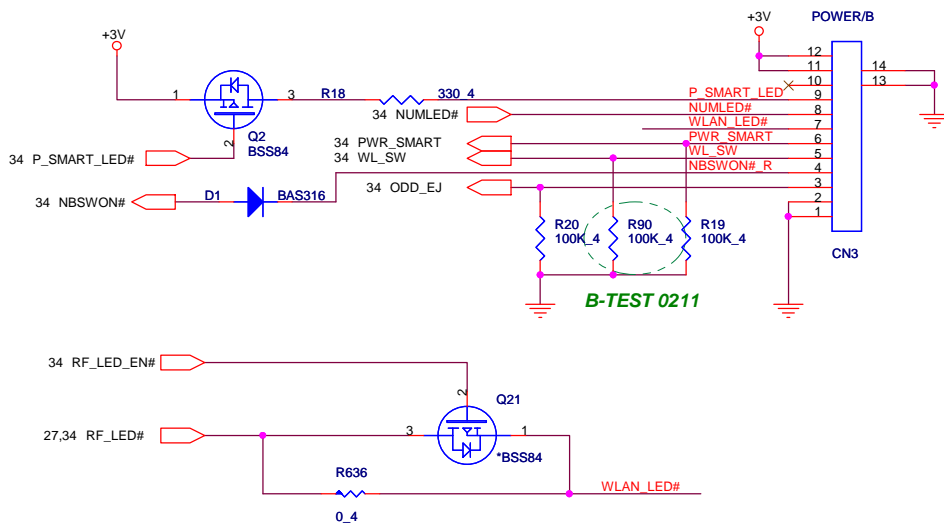 POWER/B
+3V
+3V
12
11
10
9
8
7
6
5
4
3
2
1
14
13
CN3
1
3
2
Q2
BSS84
R18
330_4
P_SMART_LED
34 NUMLED#
NUMLED#
WLAN_LED#
34 PWR_SMART
PWR_SMART
34 P_SMART_LED#
34 WL_SW
WL_SW
NBSWON#_R
34 ODD_EJ
34 NBSWON#
D1
BAS316
R20
100K_4
R90
100K_4
R19
100K_4
B-TEST 0211
34 RF_LED_EN#
2
Q21
27,34 RF_LED#
3
1
*BSS84
R636
0_4
WLAN_LED#